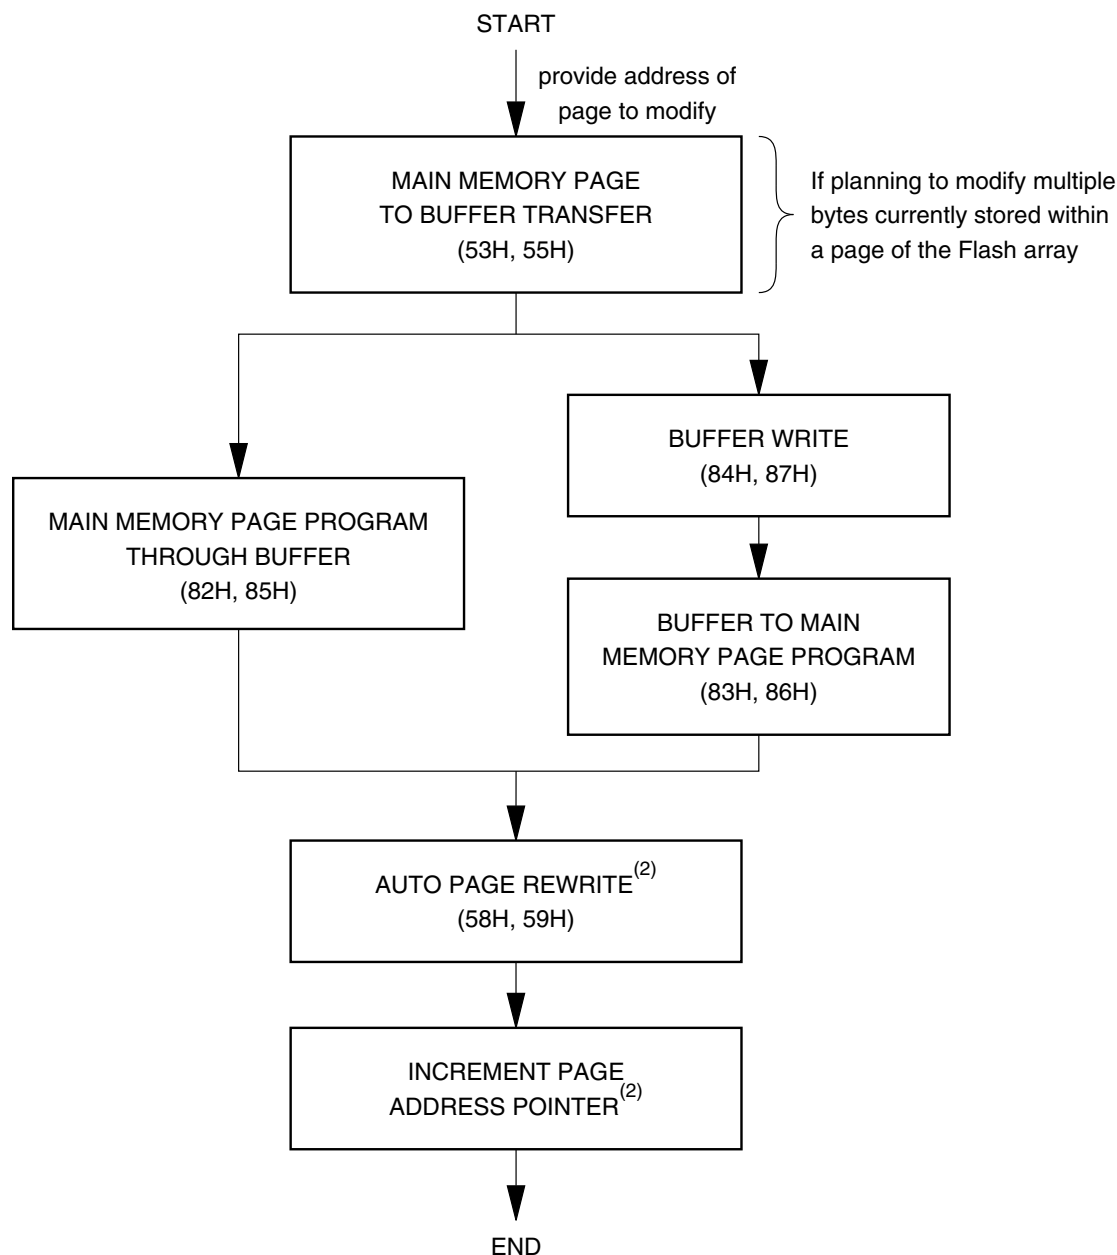 START
provide address of
page to modify
MAIN MEMORY PAGE
TO BUFFER TRANSFER
(53H, 55H)
If planning to modify multiple
bytes currently stored within
a page of the Flash array
BUFFER WRITE
(84H, 87H)
MAIN MEMORY PAGE PROGRAM
THROUGH BUFFER
(82H, 85H)
BUFFER TO MAIN
MEMORY PAGE PROGRAM
(83H, 86H)
AUTO PAGE REWRITE(2)
(58H, 59H)
INCREMENT PAGE
ADDRESS POINTER(2)
END